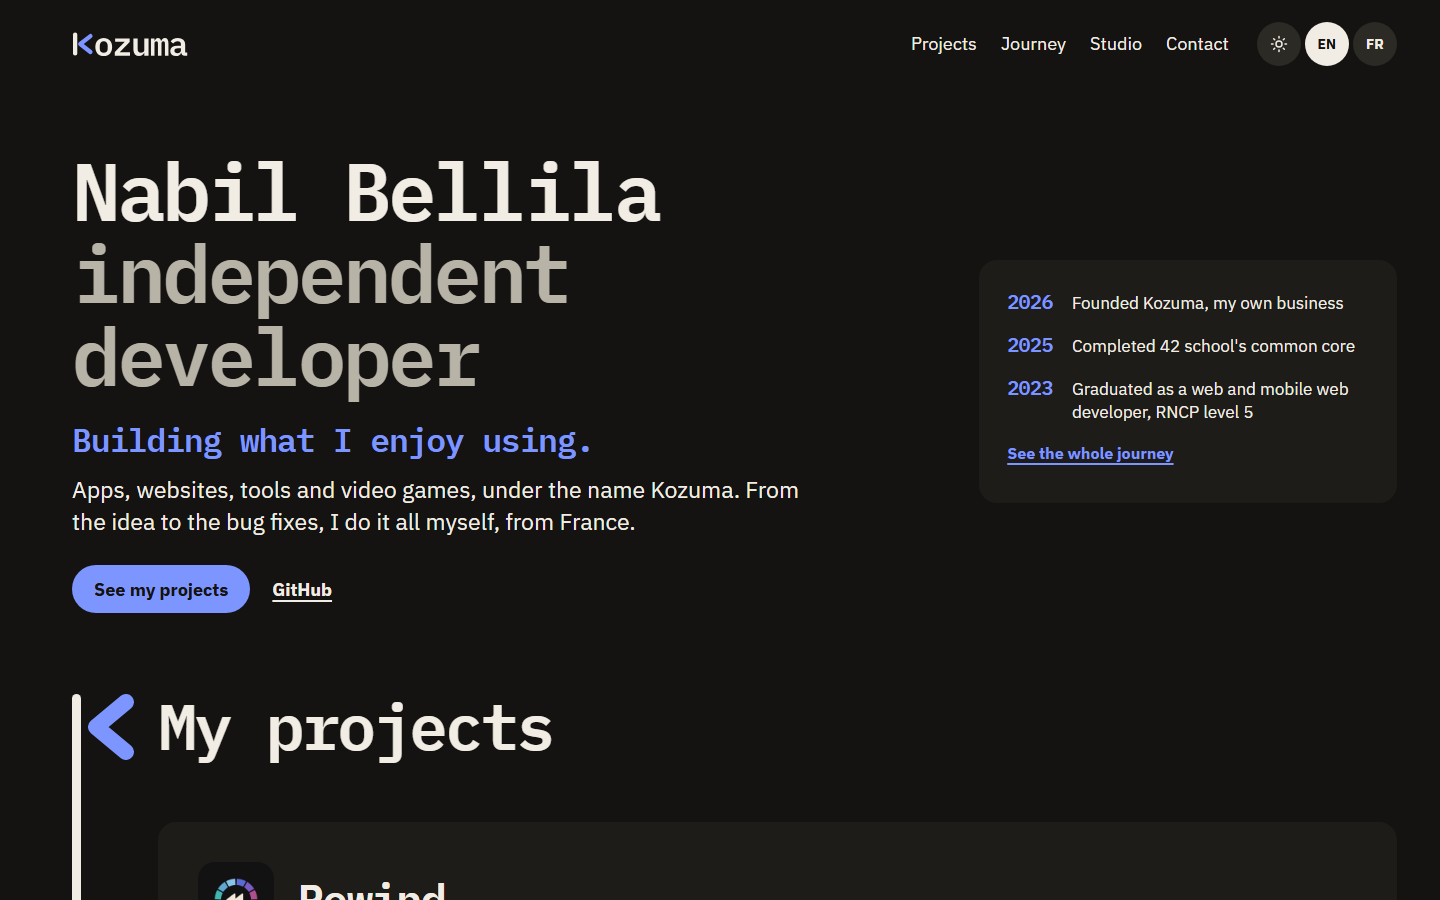 Kozuma
Projects Journey Studio Contact EN FR
Nabil Bellila
independent
developer
Building what I enjoy using.
Apps, websites, tools and video games, under the name Kozuma. From
the idea to the bug fixes, I do it all myself, from France.
See my projects GitHub
2026 Founded Kozuma, my own business
2025 Completed 42 school's common core
2023 Graduated as a web and mobile web
developer, RNCP level 5
See the whole journey
My projects
Rewind